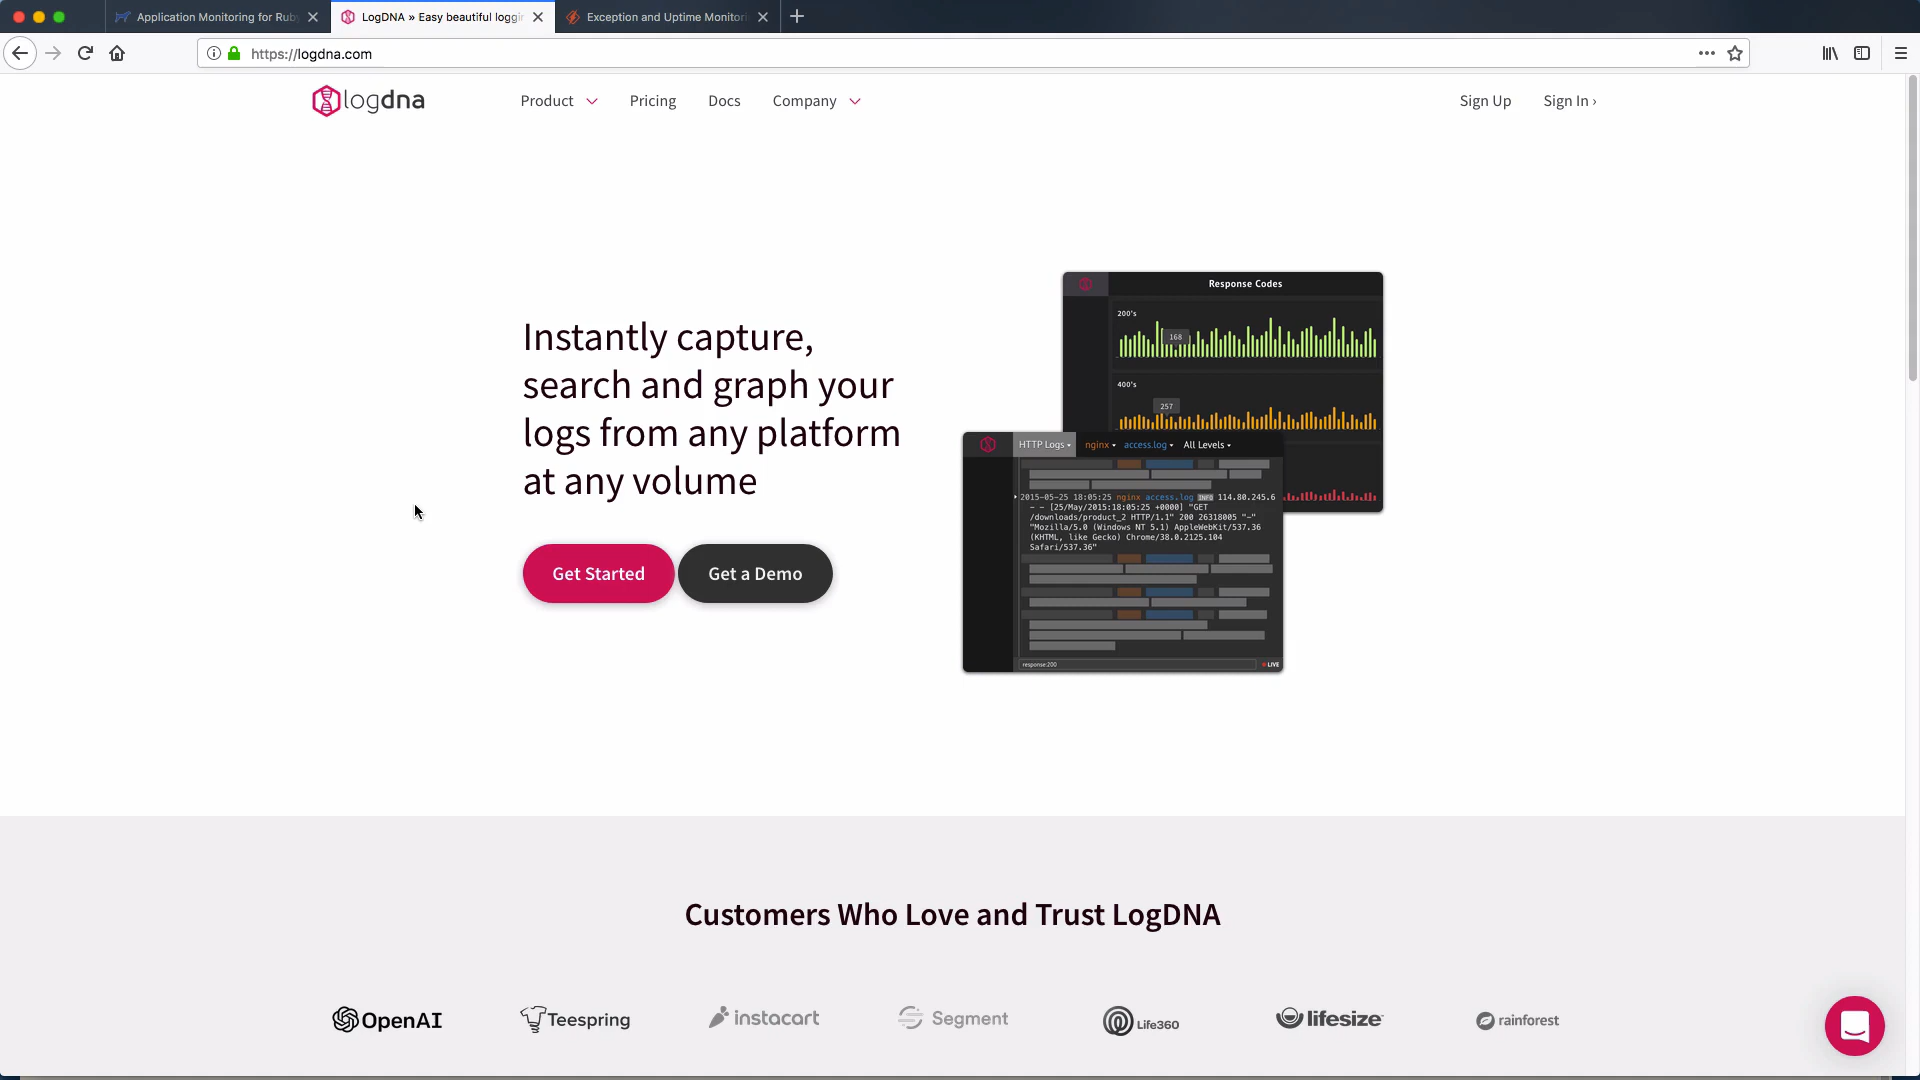 Application Monitoring for Rub
LogDNA » Easy beautiful loggin
Exception and Uptime Monitori
https://logdna.com
logdna
Product
Pricing
Docs
Company
Sign Up
Sign In ›
Instantly capture,
search and graph your
logs from any platform
at any volume
Get Started
Get a Demo
Response Codes
200's
168
400's
257
HTTP Logs
nginx
access.log
All Levels
2015-05-25 18:05:25 nginx access.log INFO 114.80.245.6
- - [25/May/2015:18:05:25 +0000] "GET
/downloads/product_2 HTTP/1.1" 200 26318005 "-"
"Mozilla/5.0 (Windows NT 5.1) AppleWebKit/537.36
(KHTML, like Gecko) Chrome/38.0.2125.104
Safari/537.36"
response:200
LIVE
Customers Who Love and Trust LogDNA
OpenAI
Teespring
instacart
Segment
Life360
lifesize
rainforest